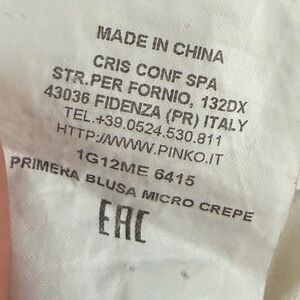 MADE IN CHINA
CRIS CONF SPA
STR.PER FORNIO, 132DX
43036 FIDENZA (PR) ITALY
TEL.+39.0524.530.811
HTTP://WWW.PINKO.IT
1G12ME 6415
PRIMERA BLUSA MICRO CREPE
EAC